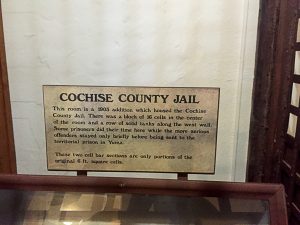 COCHISE COUNTY JAIL
This room is a 1905 addition which housed the Cochise
County Jail. There was a block of 16 cells in the center
of the room and a row of solid tanks along the west wall.
Some prisoners did their time here while the more serious
offenders stayed only briefly before being sent to the
territorial prison in Yuma.
These two cell bar sections are only portions of the
original 6 ft. square cells.